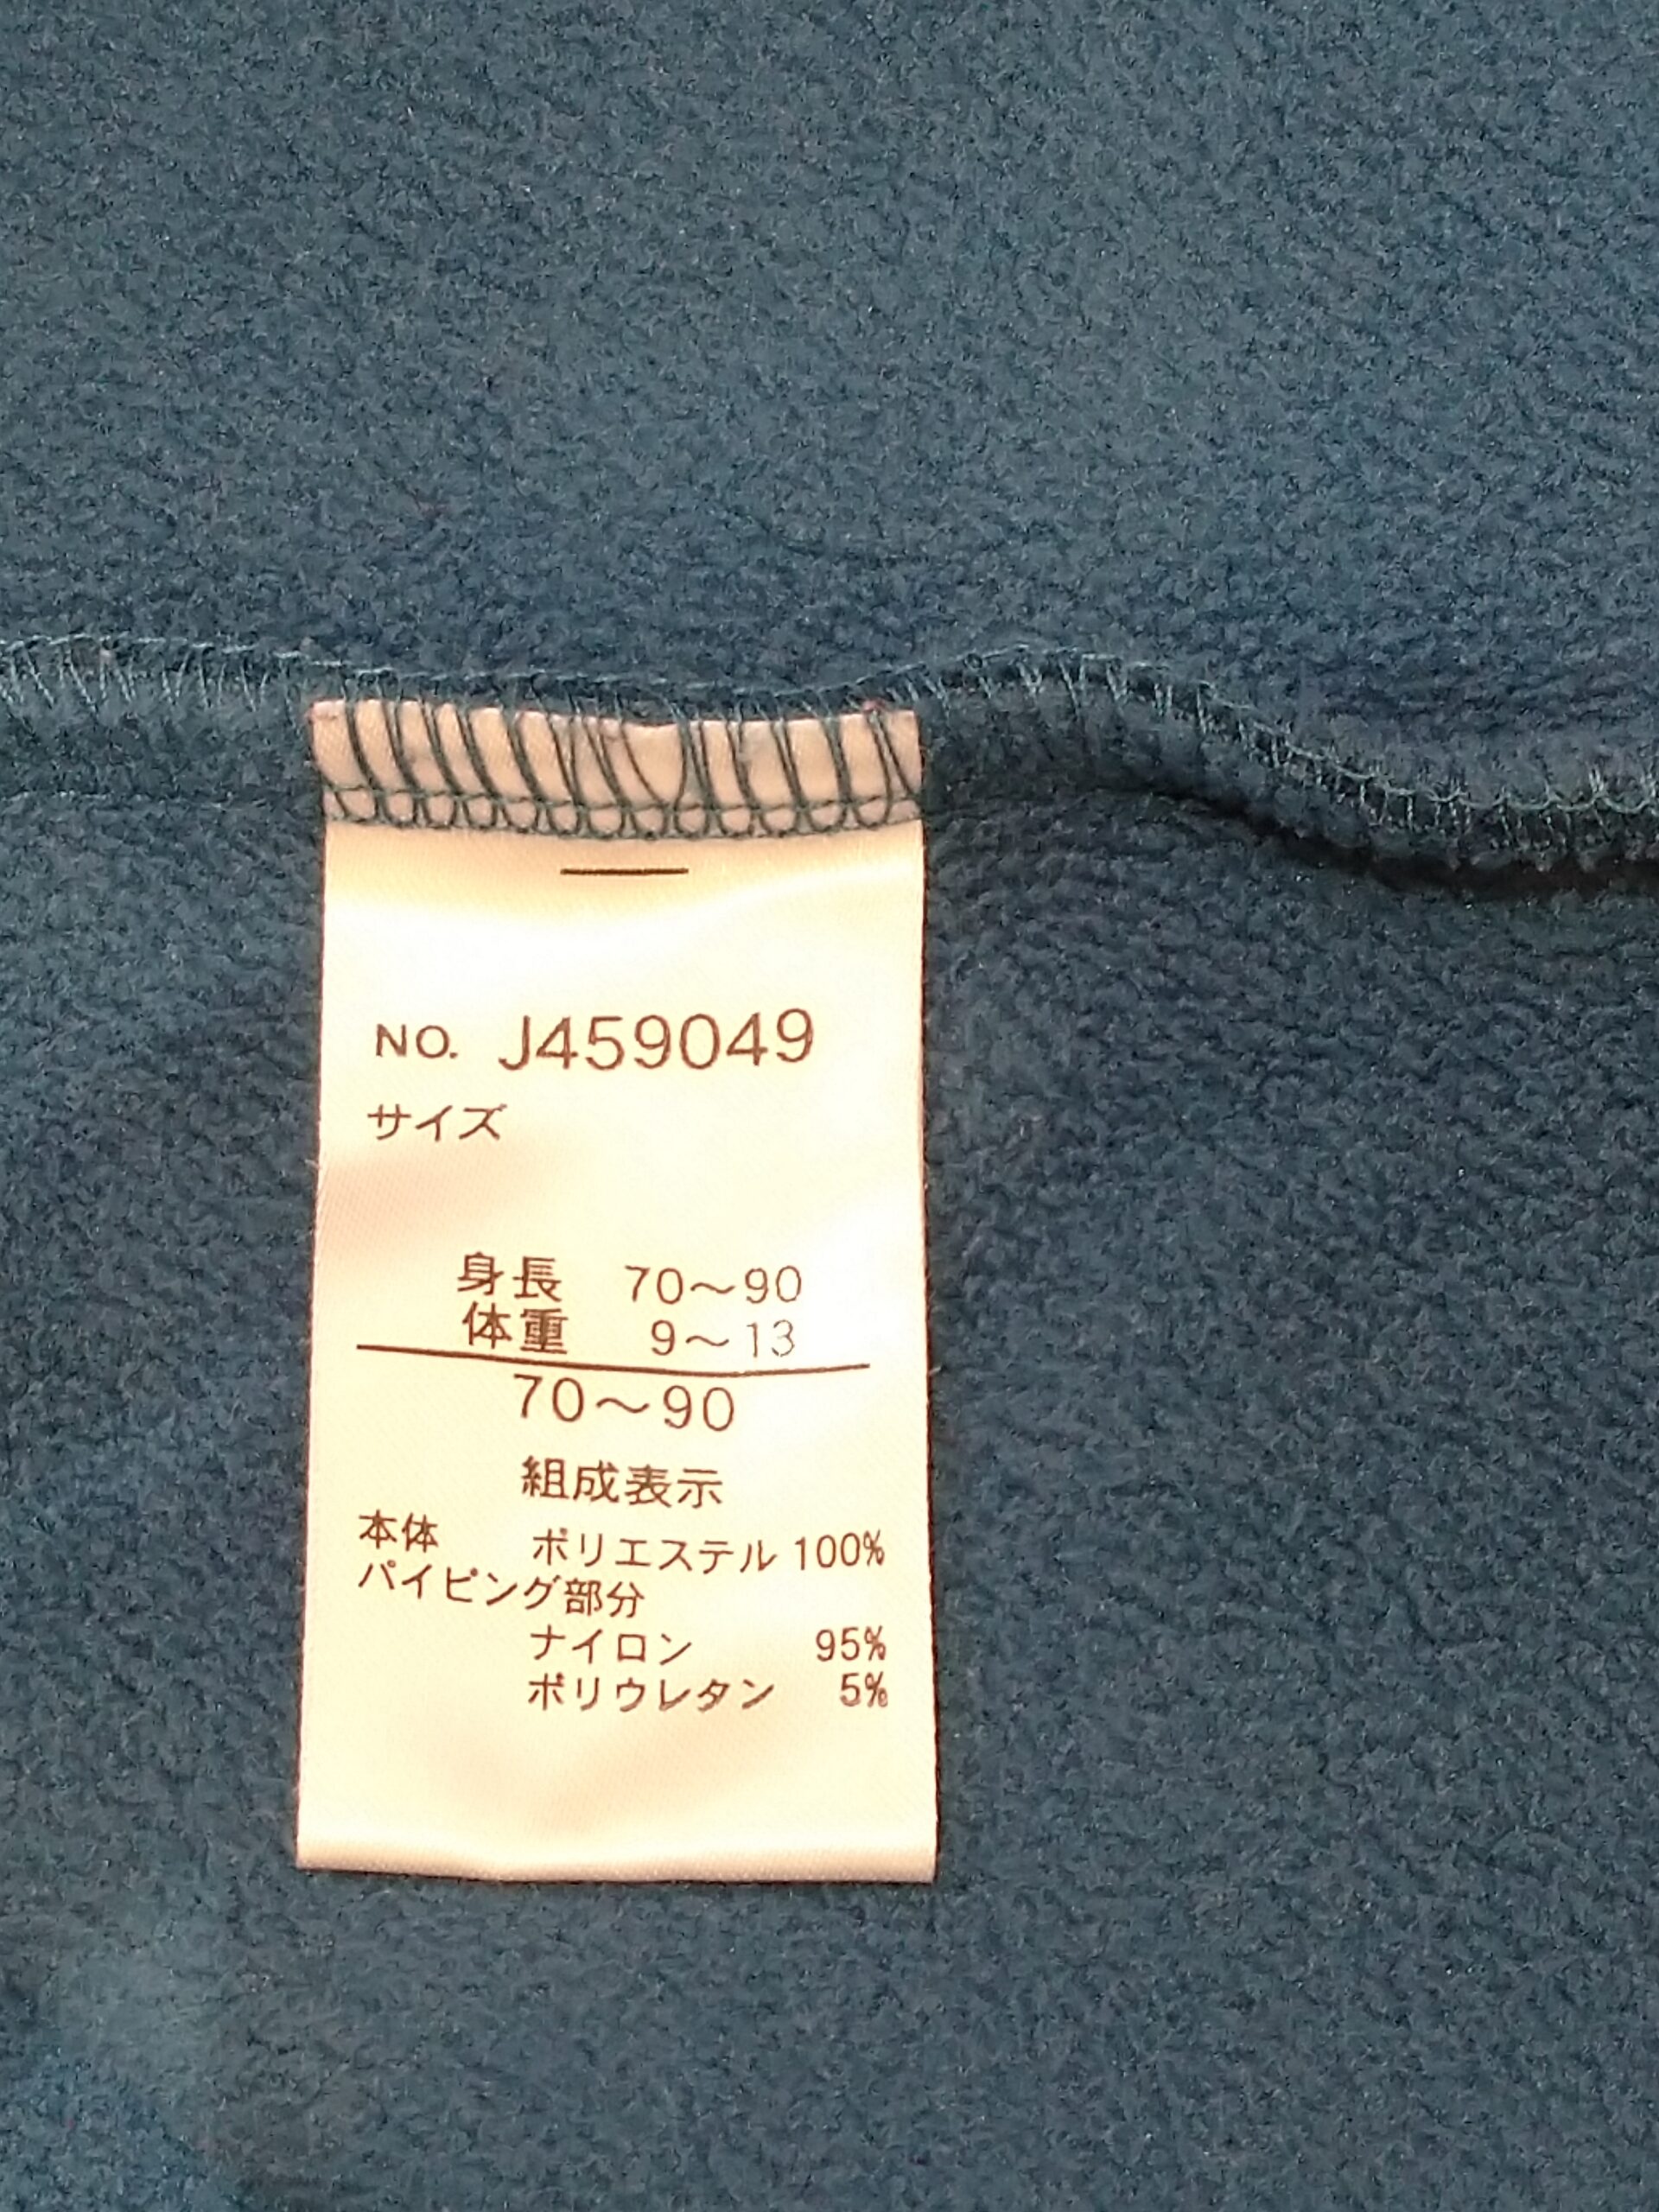 NO. J459049
サイズ
身長 70～90
体重 9～13
70～90
組成表示
本体 ポリエステル 100%
パイピング部分
ナイロン 95%
ポリウレタン 5%